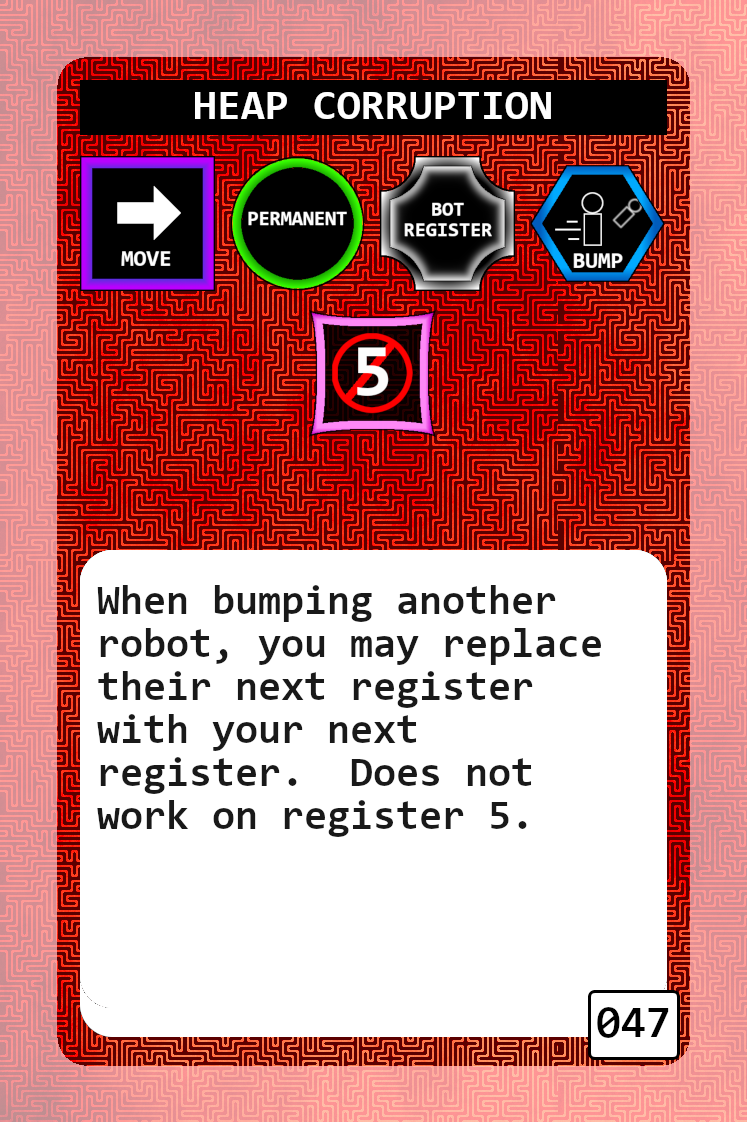 HEAP CORRUPTION
MOVE
PERMANENT
BOT
REGISTER
BUMP
5
When bumping another
robot, you may replace
their next register
with your next
register.  Does not
work on register 5.
047